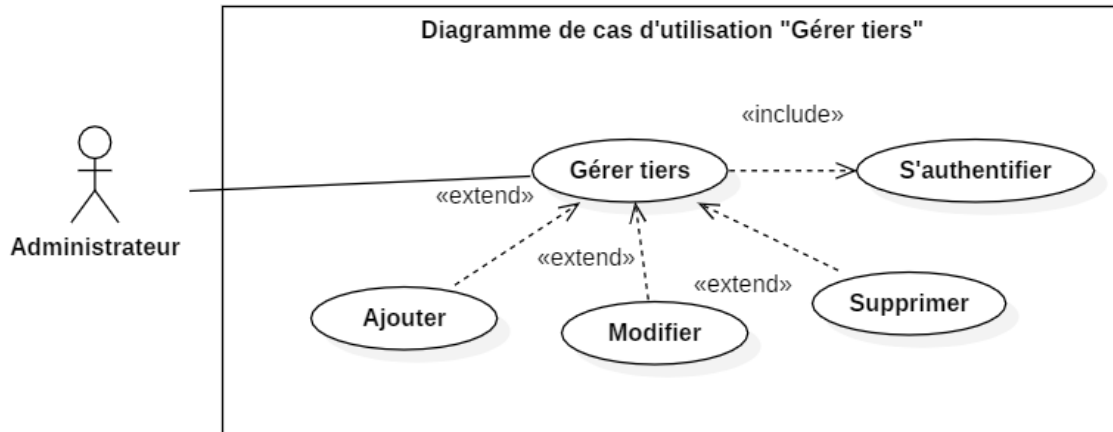 Diagramme de cas d'utilisation "Gérer tiers"
«include»
Gérer tiers
S'authentifier
«extend»
Administrateur
«extend»
«extend»
Ajouter
Modifier
Supprimer